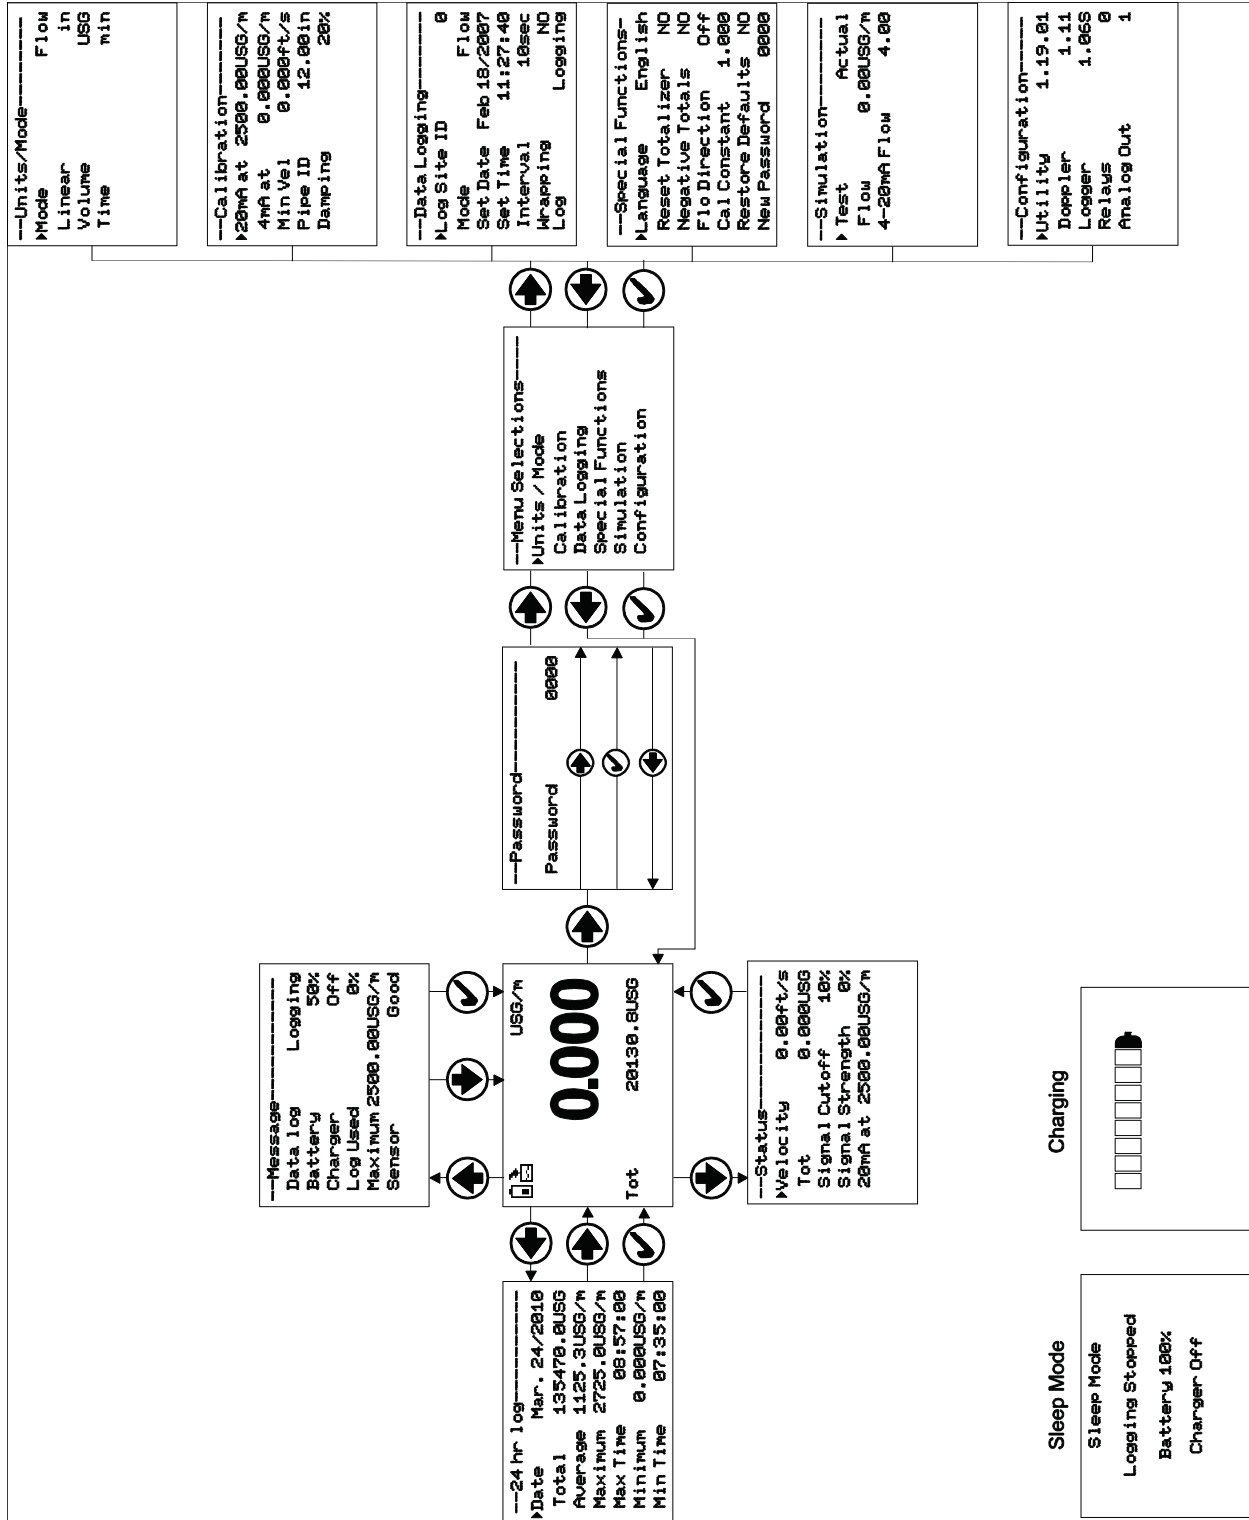 --Units/Mode----------
▸Mode Flow
Linear in
Volume USG
Time min
--Calibration---------
▸20mA at 2500.00USG/m
4mA at 0.000USG/m
Min Vel 0.000ft/s
Pipe ID 12.00in
Damping 20%
--Data Logging--------
▸Log Site ID 0
Mode Flow
Set Date Feb 18/2007
Set Time 11:27:40
Interval 10sec
Wrapping NO
Log Logging
--Special Functions-
▸Language English
Reset Totalizer NO
Negative Totals NO
Flo Direction Off
Cal Constant 1.000
Restore Defaults NO
New Password 0000
--Simulation----------
▸Test Actual
Flow 0.00USG/m
4-20mA Flow 4.00
--Configuration-------
▸Utility 1.19.01
Doppler 1.11
Logger 1.06S
Relays 0
Analog Out 1
--Menu Selections-----
▸Units / Mode
Calibration
Data Logging
Special Functions
Simulation
Configuration
--Password------------
Password 0000
--Message-------------
Data log Logging
Battery 50%
Charger Off
Log Used 0%
Maximum 2500.00USG/m
Sensor Good
USG/m
0.000
Tot 20130.8USG
--Status--------------
▸Velocity 0.00ft/s
Tot 0.000USG
Signal Cutoff 10%
Signal Strength 0%
20mA at 2500.00USG/m
--24 hr log-----------
▸Date Mar. 24/2010
Total 135470.0USG
Average 1125.3USG/m
Maximum 2725.0USG/m
Max Time 08:57:00
Minimum 0.000USG/m
Min Time 07:35:00
Sleep Mode
Sleep Mode
Logging Stopped
Battery 100%
Charger Off
Charging